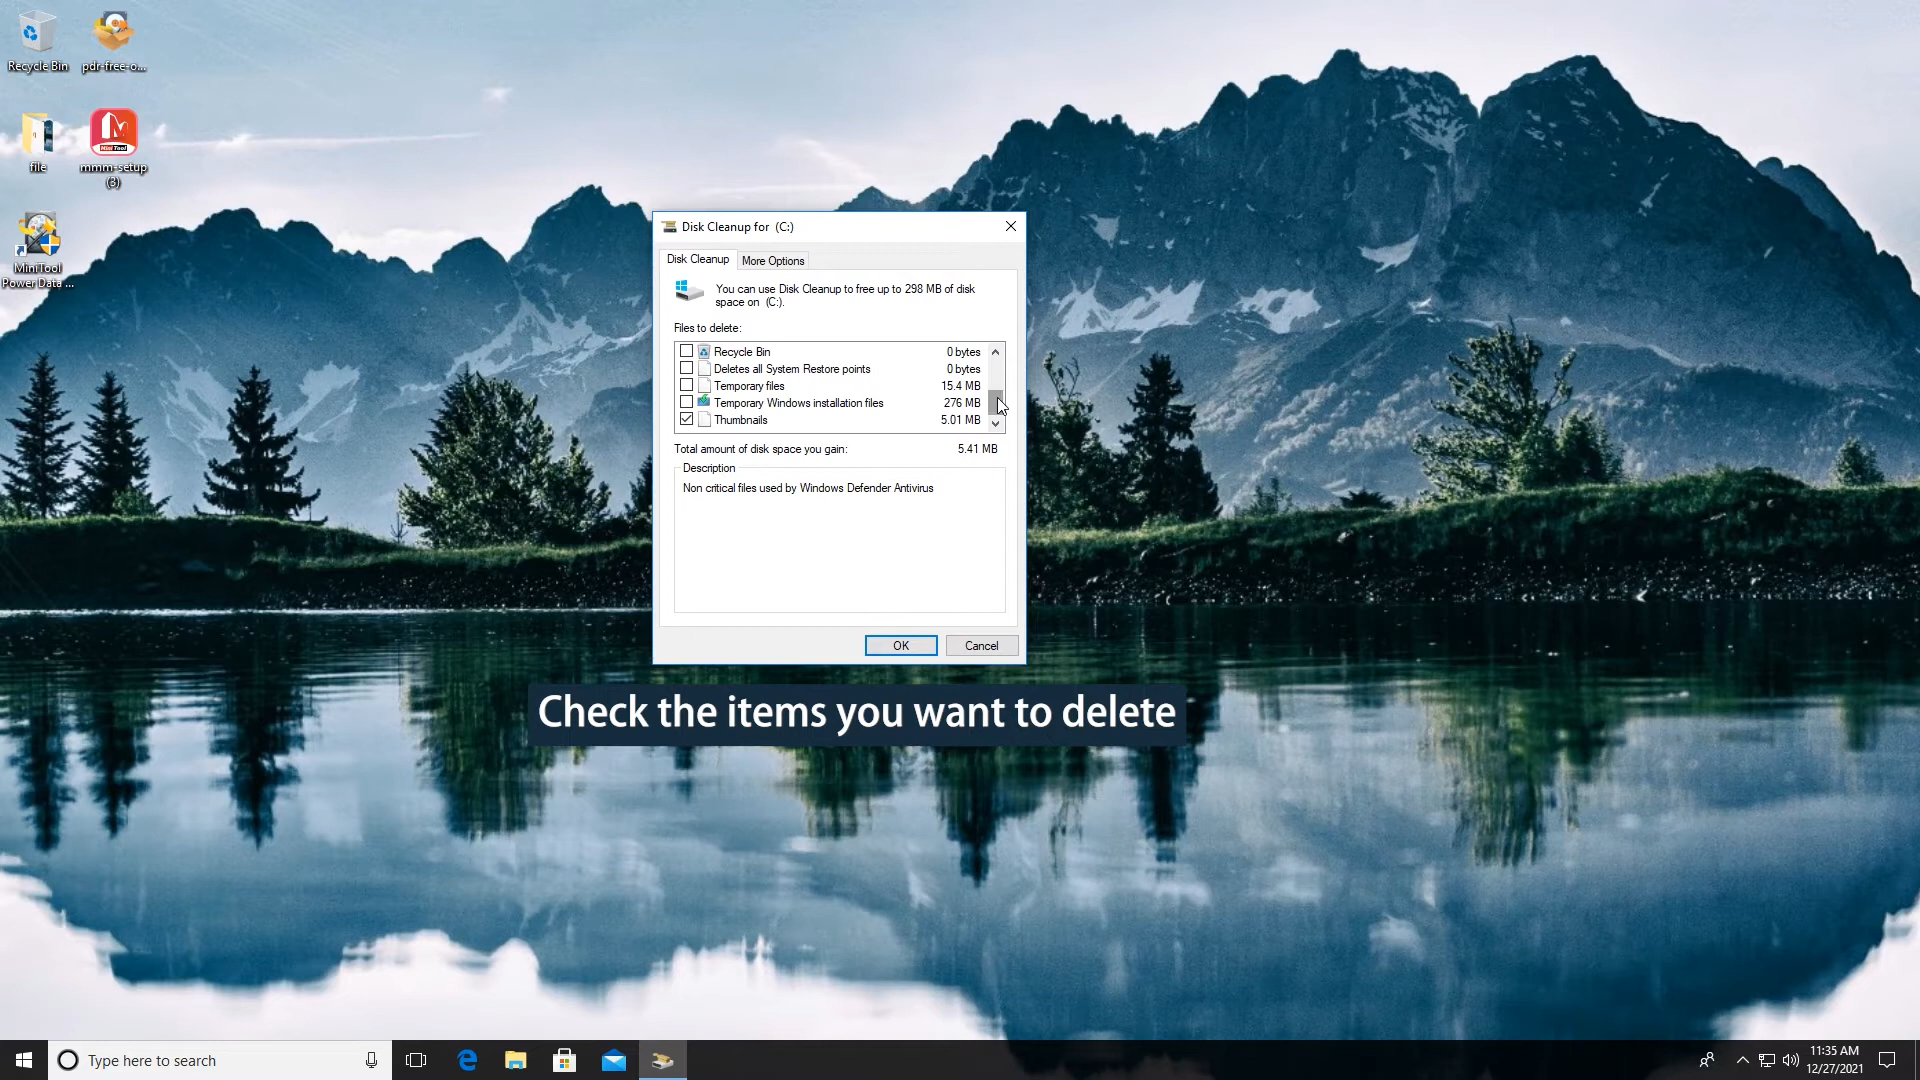 Recycle Bin
pdr-free-o...
file
mmm-setup
(3)
Mini Tool
MiniTool
Power Data ...
Disk Cleanup for (C:)
Disk Cleanup
More Options
You can use Disk Cleanup to free up to 298 MB of disk
space on (C:).
Files to delete:
Recycle Bin 0 bytes
Deletes all System Restore points 0 bytes
Temporary files 15.4 MB
Temporary Windows installation files 276 MB
Thumbnails 5.01 MB
Total amount of disk space you gain: 5.41 MB
Description
Non critical files used by Windows Defender Antivirus
OK
Cancel
Check the items you want to delete
Type here to search
11:35 AM
12/27/2021